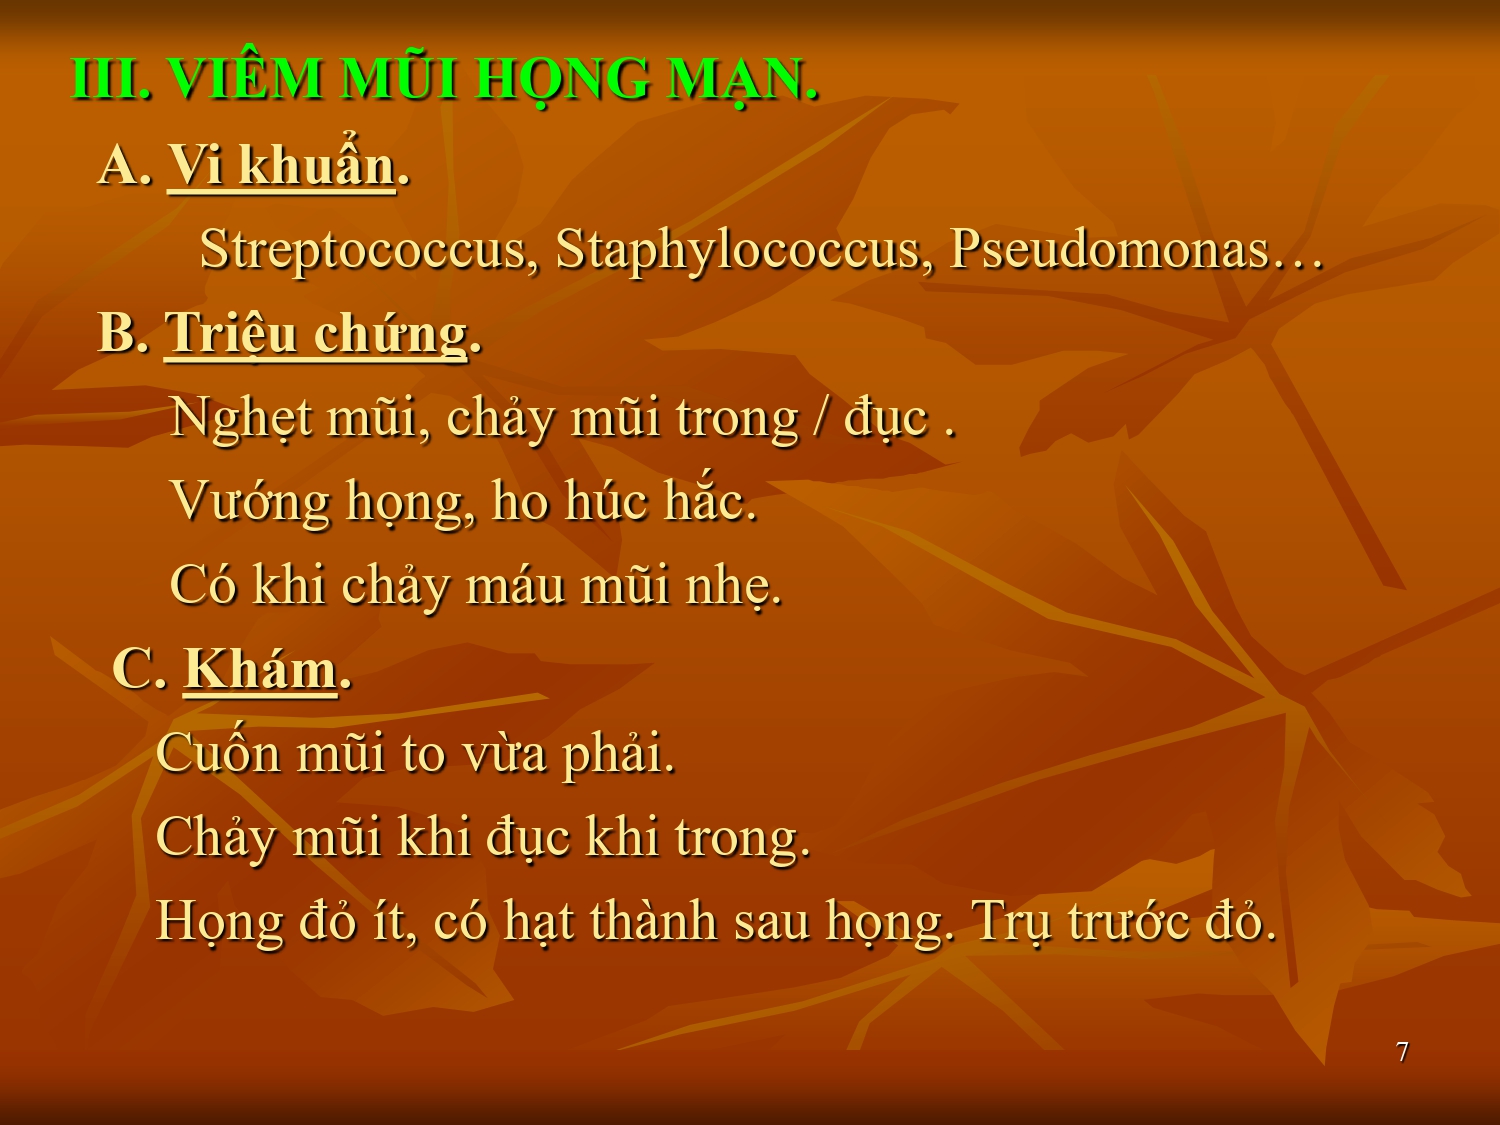 III. VIÊM MŨI HỌNG MẠN.
A. Vi khuẩn.
Streptococcus, Staphylococcus, Pseudomonas…
B. Triệu chứng.
Nghẹt mũi, chảy mũi trong / đục .
Vướng họng, ho húc hắc.
Có khi chảy máu mũi nhẹ.
C. Khám.
Cuốn mũi to vừa phải.
Chảy mũi khi đục khi trong.
Họng đỏ ít, có hạt thành sau họng. Trụ trước đỏ.
7